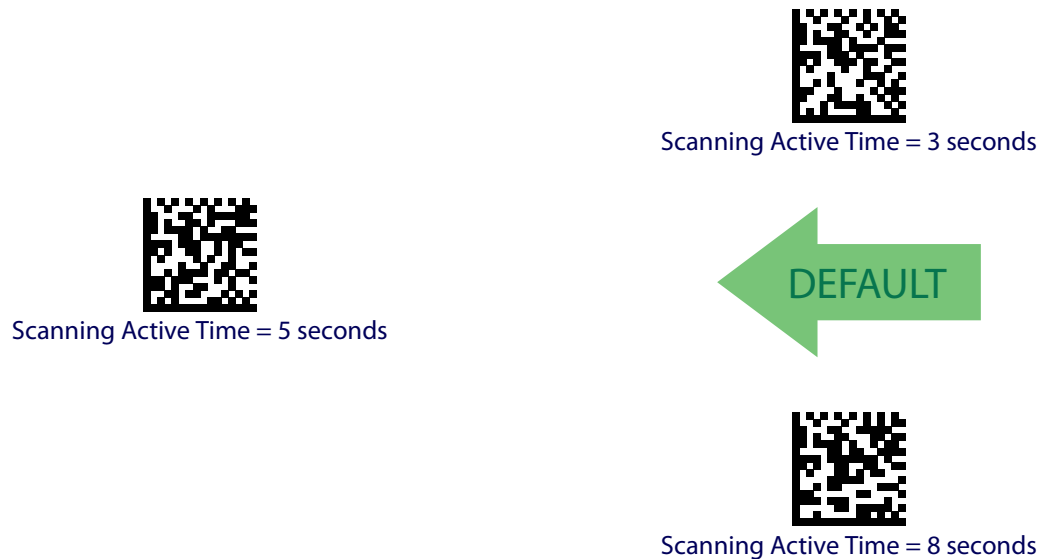 Scanning Active Time = 3 seconds
Scanning Active Time = 5 seconds
DEFAULT
Scanning Active Time = 8 seconds